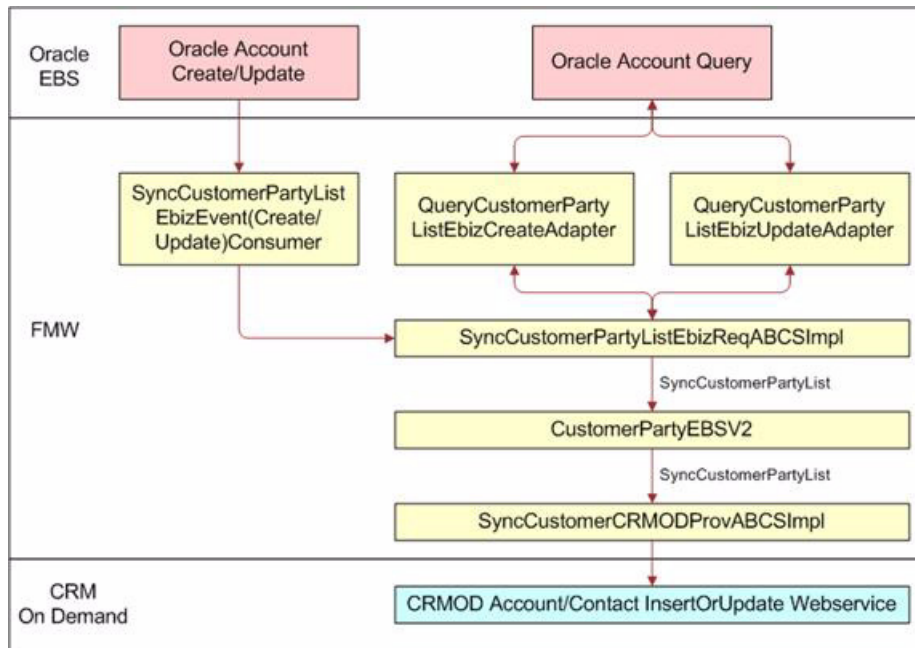 Oracle
EBS
Oracle Account
Create/Update
Oracle Account Query
FMW
SyncCustomerPartyList
EbizEvent(Create/
Update)Consumer
QueryCustomerParty
ListEbizCreateAdapter
QueryCustomerParty
ListEbizUpdateAdapter
SyncCustomerPartyListEbizReqABCSImpl
SyncCustomerPartyList
CustomerPartyEBSV2
SyncCustomerPartyList
SyncCustomerCRMODProvABCSImpl
CRM
On Demand
CRMOD Account/Contact InsertOrUpdate Webservice